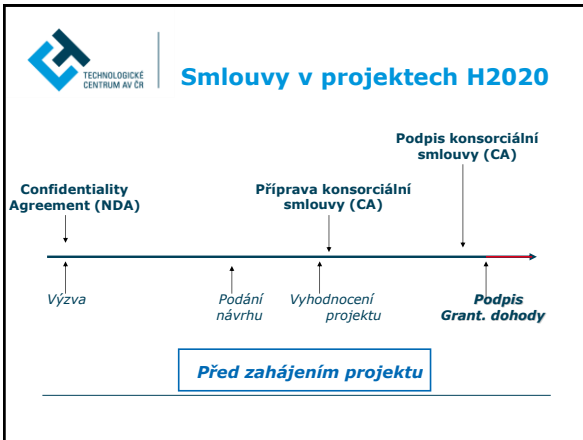 TECHNOLOGICKÉ
CENTRUM AV ČR
Smlouvy v projektech H2020
Podpis konsorciální
smlouvy (CA)
Confidentiality
Agreement (NDA)
Příprava konsorciální
smlouvy (CA)
Výzva
Podání
návrhu
Vyhodnocení
projektu
Podpis
Grant. dohody
Před zahájením projektu